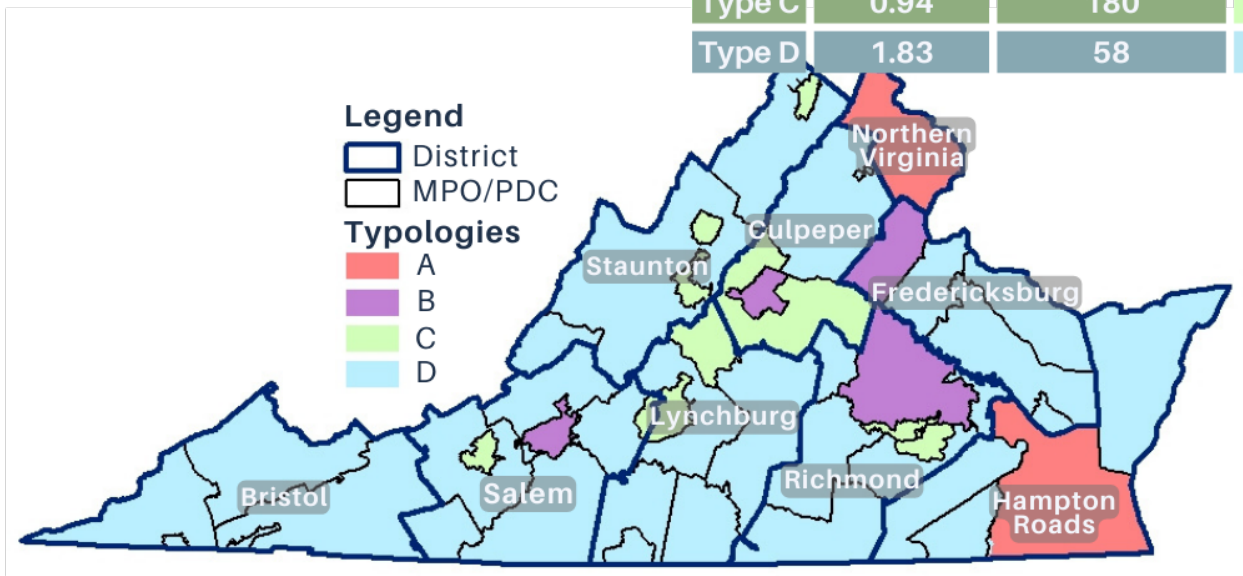 Type C 0.94 180
Type D 1.83 58
Legend
District
MPO/PDC
Typologies
A
B
C
D
Northern
Virginia
Culpeper
Staunton
Fredericksburg
Lynchburg
Richmond
Salem
Bristol
Hampton
Roads